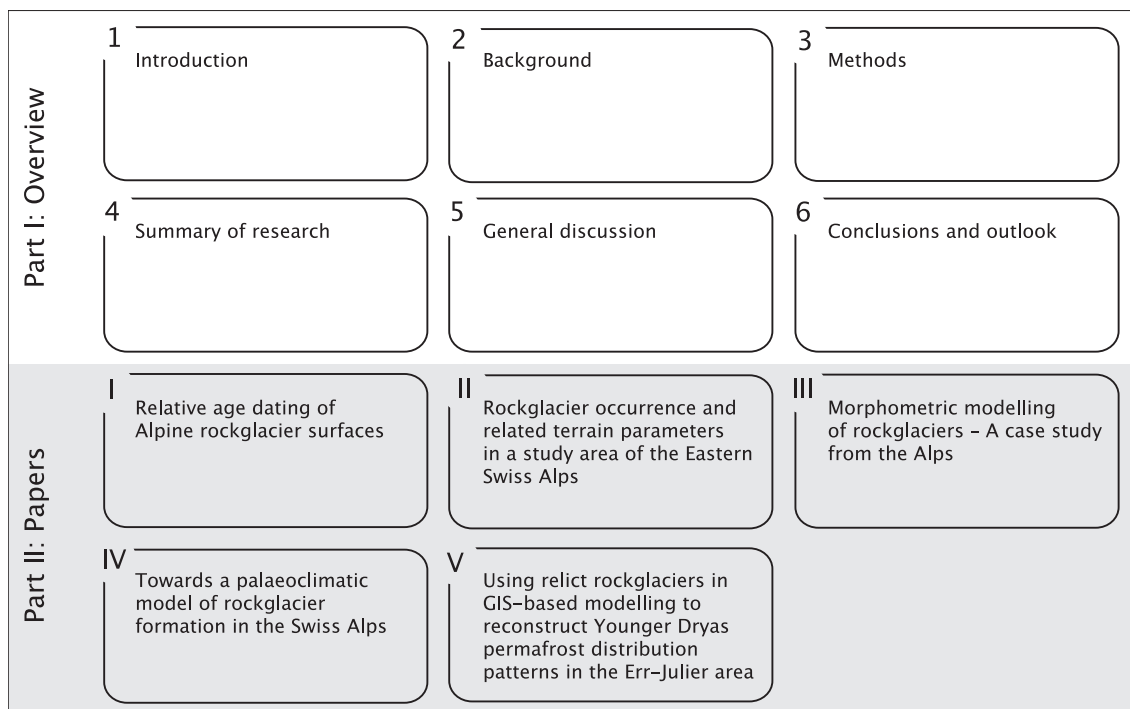 Part I: Overview
1
Introduction
2
Background
3
Methods
4
Summary of research
5
General discussion
6
Conclusions and outlook
Part II: Papers
I
Relative age dating of
Alpine rockglacier surfaces
II
Rockglacier occurrence and
related terrain parameters
in a study area of the Eastern
Swiss Alps
III
Morphometric modelling
of rockglaciers – A case study
from the Alps
IV
Towards a palaeoclimatic
model of rockglacier
formation in the Swiss Alps
V
Using relict rockglaciers in
GIS–based modelling to
reconstruct Younger Dryas
permafrost distribution
patterns in the Err–Julier area